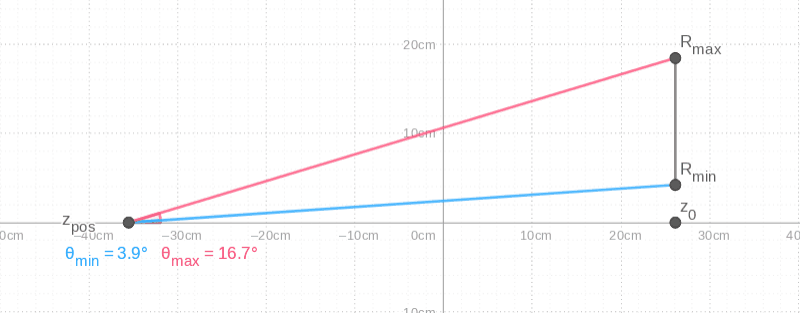 R_max
20cm
10cm
R_min
z_0
z_pos
0cm −40cm −30cm −20cm −10cm 0cm 10cm 20cm 30cm 40
θ_min = 3.9° θ_max = 16.7°
10cm